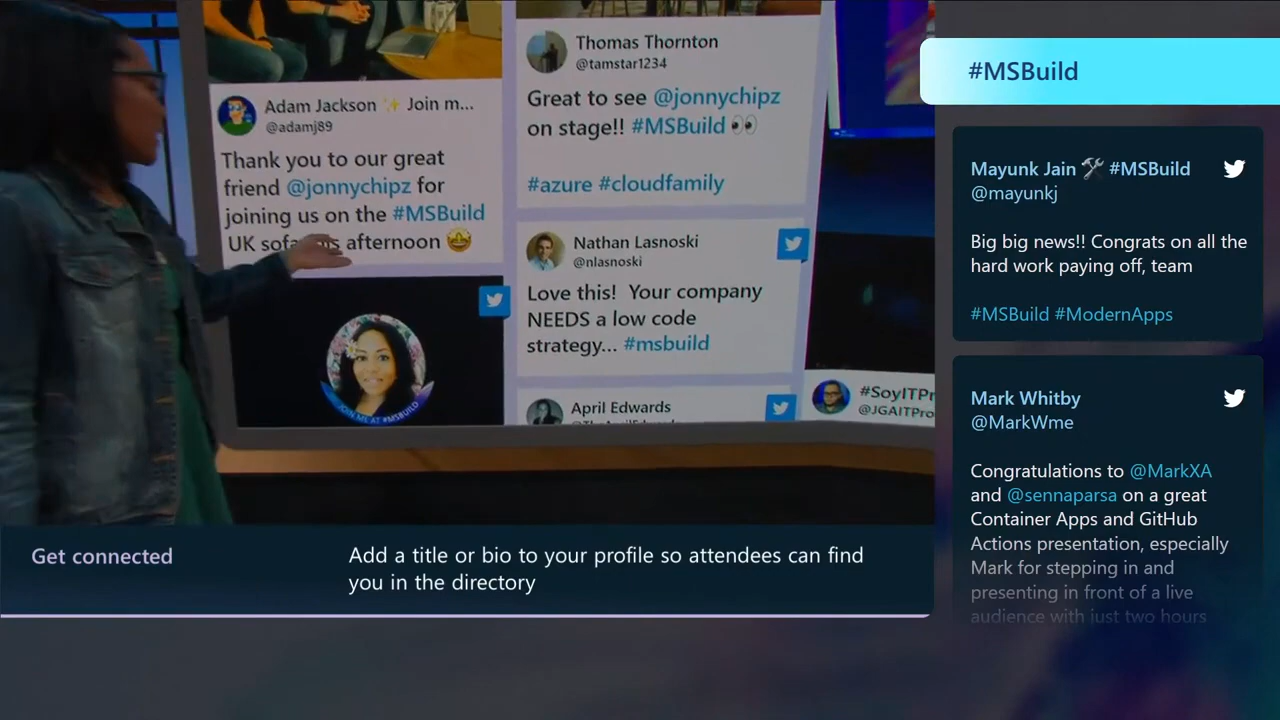 Adam Jackson ✨ Join m...
@adamj89
Thank you to our great
friend @jonnychipz for
joining us on the #MSBuild
UK sofa this afternoon 🤩
JOIN ME AT #MSBUILD
Thomas Thornton
@tamstar1234
Great to see @jonnychipz
on stage!! #MSBuild 👀
#azure #cloudfamily
Nathan Lasnoski
@nlasnoski
Love this! Your company
NEEDS a low code
strategy... #msbuild
April Edwards
#SoyITPr
@JGAITPro
#MSBuild
Mayunk Jain 🛠 #MSBuild
@mayunkj
Big big news!! Congrats on all the
hard work paying off, team
#MSBuild #ModernApps
Mark Whitby
@MarkWme
Congratulations to @MarkXA
and @sennaparsa on a great
Container Apps and GitHub
Actions presentation, especially
Mark for stepping in and
presenting in front of a live
audience with just two hours
Get connected
Add a title or bio to your profile so attendees can find
you in the directory